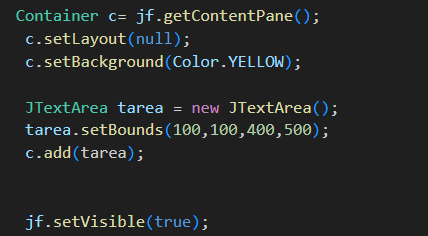 Container c= jf.getContentPane();
c.setLayout(null);
c.setBackground(Color.YELLOW);
JTextArea tarea = new JTextArea();
tarea.setBounds(100,100,400,500);
c.add(tarea);
jf.setVisible(true);